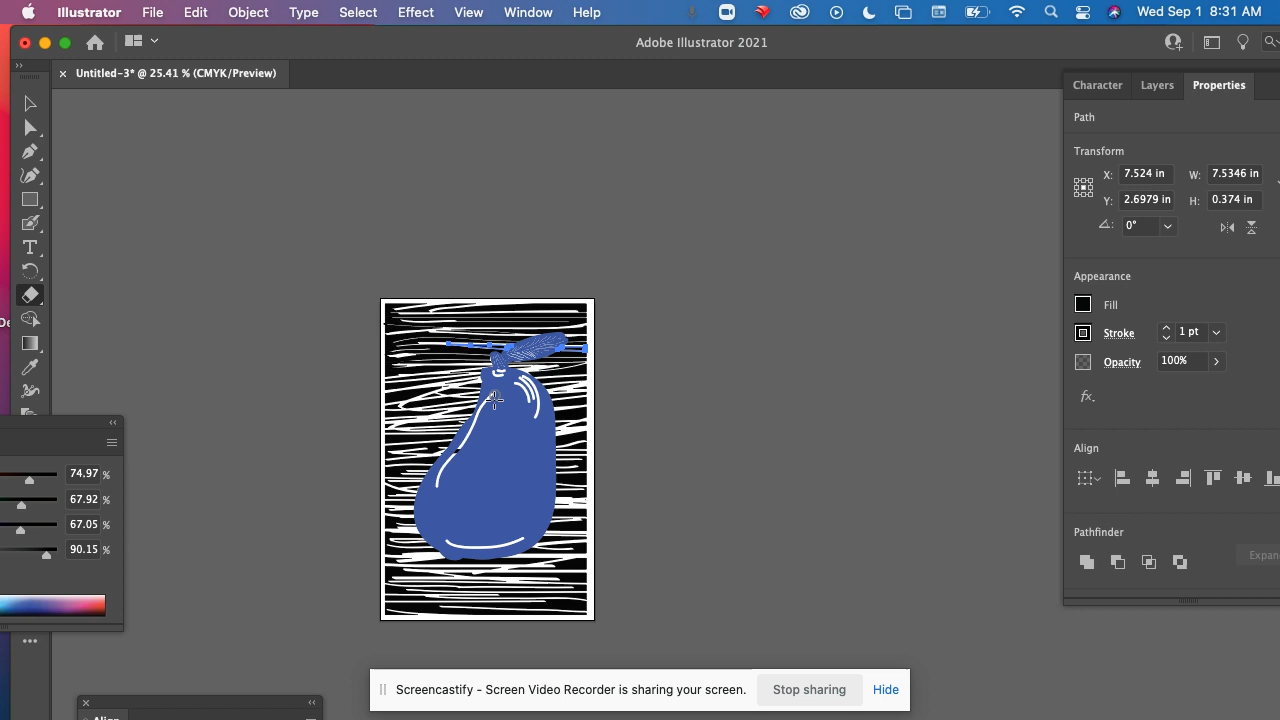 Illustrator File Edit Object Type Select Effect View Window Help Wed Sep 1 8:31 AM
Adobe Illustrator 2021
Untitled-3* @ 25.41 % (CMYK/Preview)
Character Layers Properties
Path
Transform
X: 7.524 in W: 7.5346 in
Y: 2.6979 in H: 0.374 in
0°
Appearance
Fill
Stroke 1 pt
Opacity 100%
fx.
74.97 %
67.92 %
67.05 %
90.15 %
Align
Pathfinder
Expan
Screencastify - Screen Video Recorder is sharing your screen. Stop sharing Hide
Align